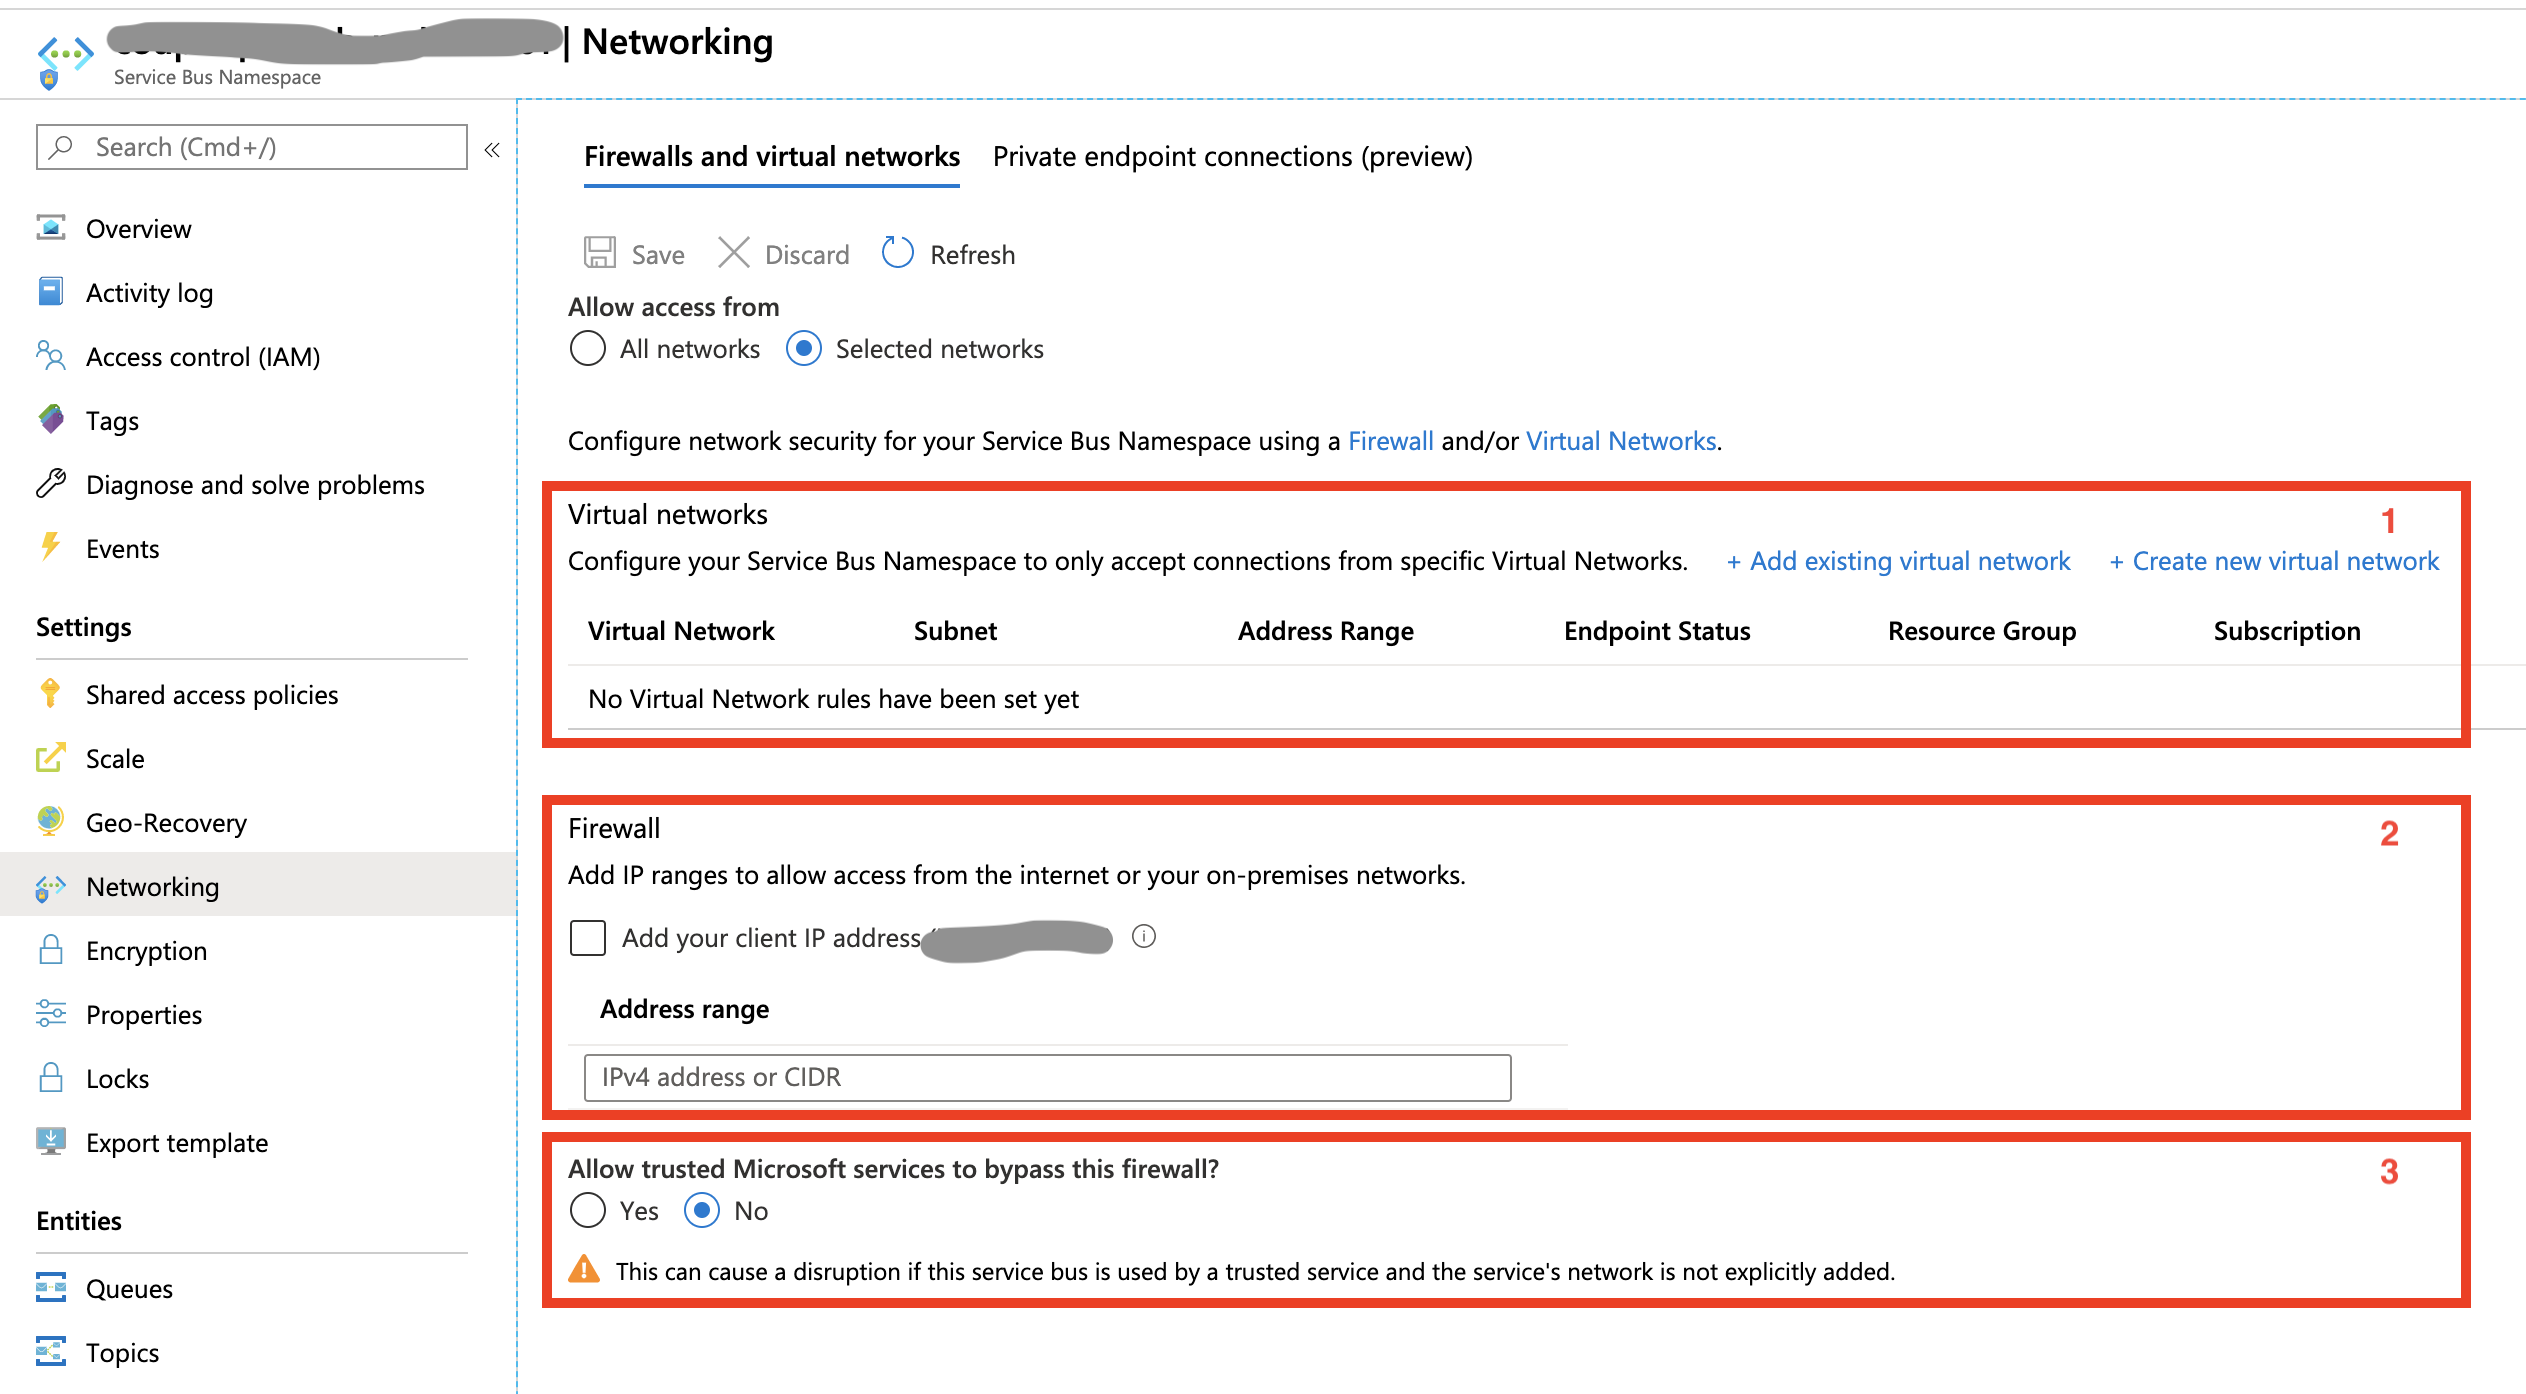 | Networking
Service Bus Namespace
Search (Cmd+/)
«
Overview
Activity log
Access control (IAM)
Tags
Diagnose and solve problems
Events
Settings
Shared access policies
Scale
Geo-Recovery
Networking
Encryption
Properties
Locks
Export template
Entities
Queues
Topics
Firewalls and virtual networks Private endpoint connections (preview)
Save Discard Refresh
Allow access from
All networks Selected networks
Configure network security for your Service Bus Namespace using a Firewall and/or Virtual Networks.
Virtual networks 1
Configure your Service Bus Namespace to only accept connections from specific Virtual Networks. + Add existing virtual network + Create new virtual network
Virtual Network Subnet Address Range Endpoint Status Resource Group Subscription
No Virtual Network rules have been set yet
Firewall 2
Add IP ranges to allow access from the internet or your on-premises networks.
Add your client IP address
Address range
IPv4 address or CIDR
Allow trusted Microsoft services to bypass this firewall? 3
Yes No
This can cause a disruption if this service bus is used by a trusted service and the service's network is not explicitly added.